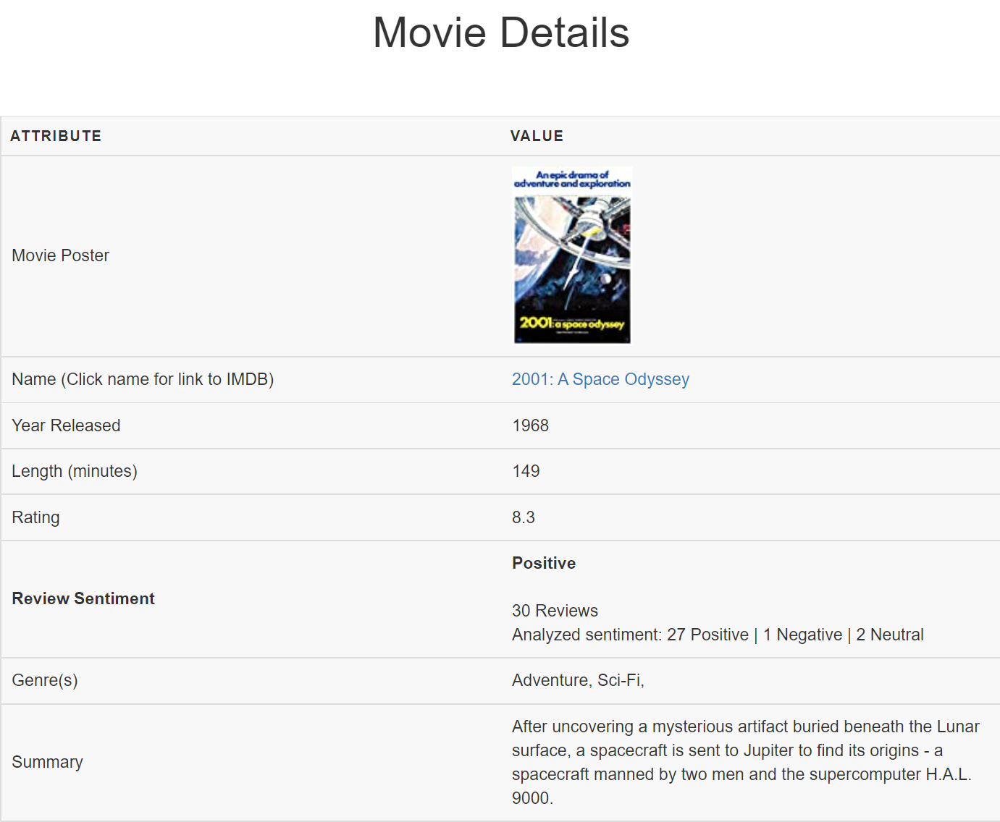 Movie Details
ATTRIBUTE
VALUE
Movie Poster
An epic drama of
adventure and exploration
2001: a space odyssey
Name (Click name for link to IMDB)
2001: A Space Odyssey
Year Released
1968
Length (minutes)
149
Rating
8.3
Review Sentiment
Positive
30 Reviews
Analyzed sentiment: 27 Positive | 1 Negative | 2 Neutral
Genre(s)
Adventure, Sci-Fi,
Summary
After uncovering a mysterious artifact buried beneath the Lunar
surface, a spacecraft is sent to Jupiter to find its origins - a
spacecraft manned by two men and the supercomputer H.A.L.
9000.